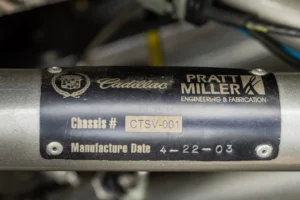 Cadillac
PRATT
MILLER
ENGINEERING & FABRICATION
Chassis # CTSV-001
Manufacture Date 4-22-03